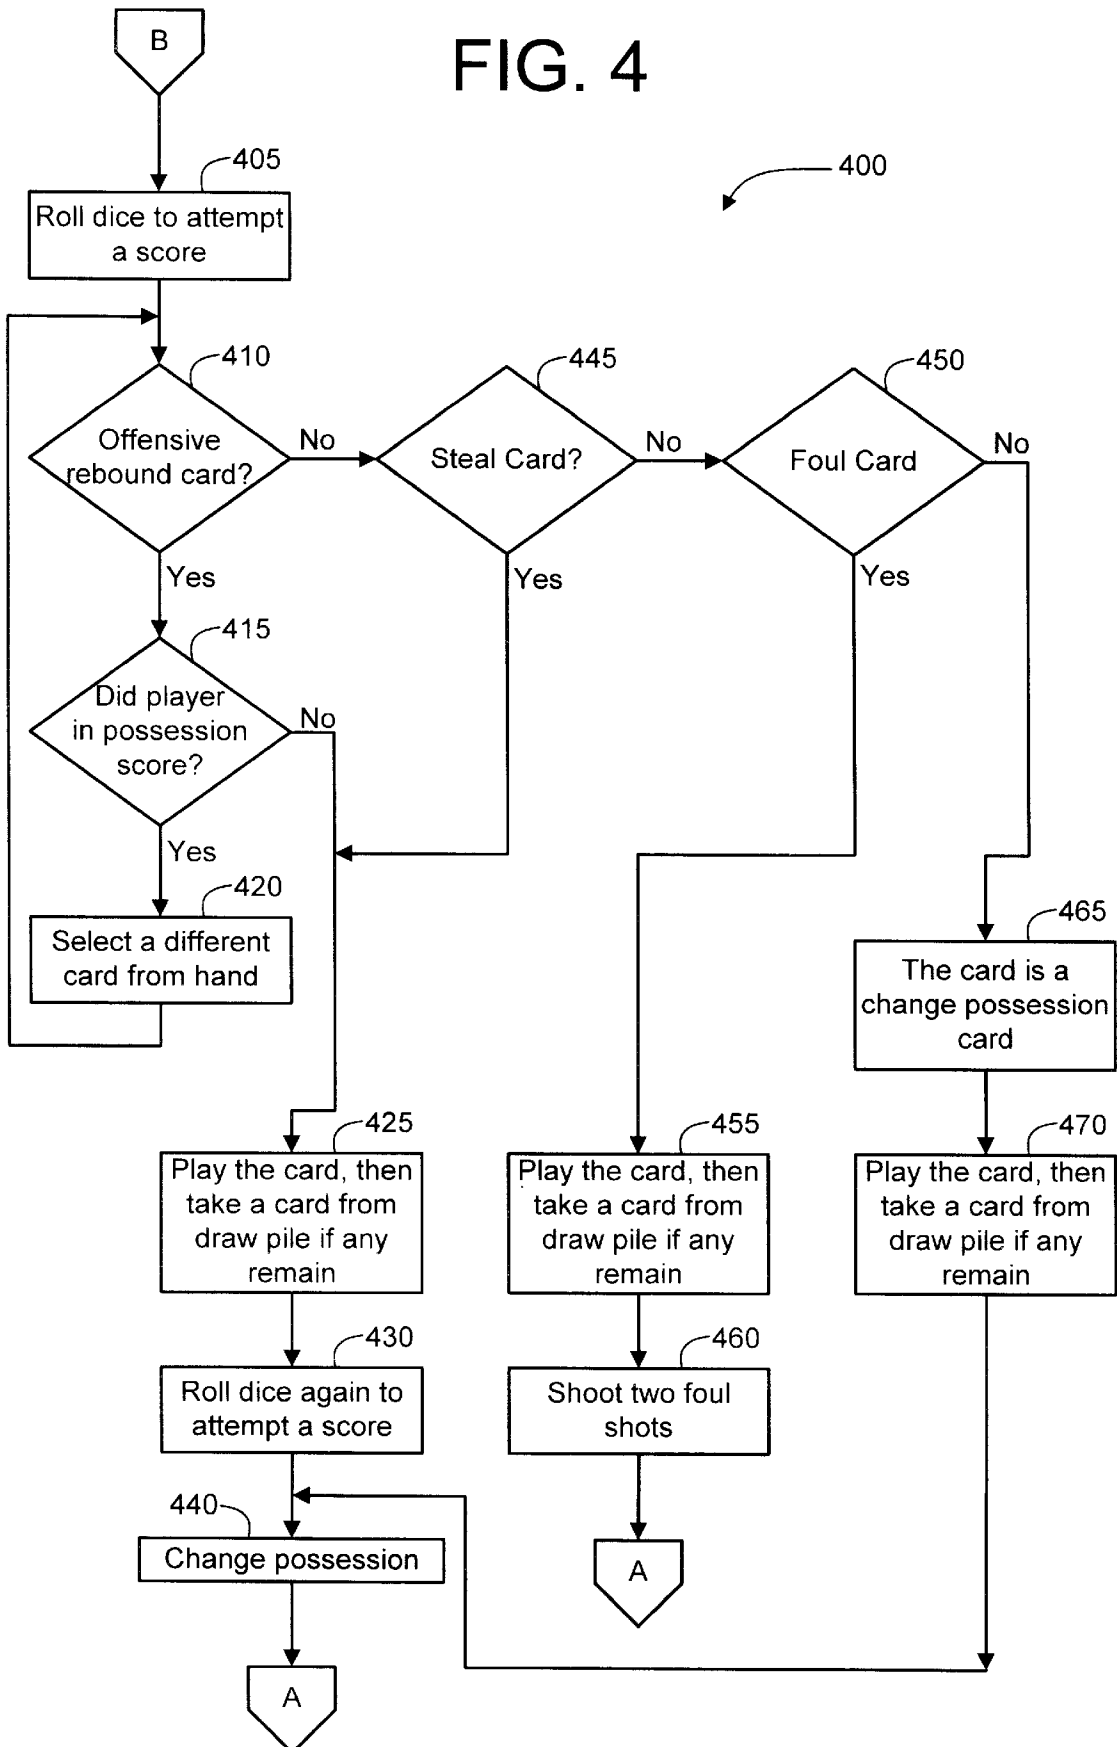 B
FIG. 4
405
400
Roll dice to attempt
a score
410
445
450
Offensive
rebound card?
No
Steal Card?
No
Foul Card
No
Yes
Yes
Yes
415
Did player
in possession
score?
No
Yes
420
Select a different
card from hand
465
The card is a
change possession
card
425
Play the card, then
take a card from
draw pile if any
remain
455
Play the card, then
take a card from
draw pile if any
remain
470
Play the card, then
take a card from
draw pile if any
remain
430
Roll dice again to
attempt a score
460
Shoot two foul
shots
440
Change possession
A
A